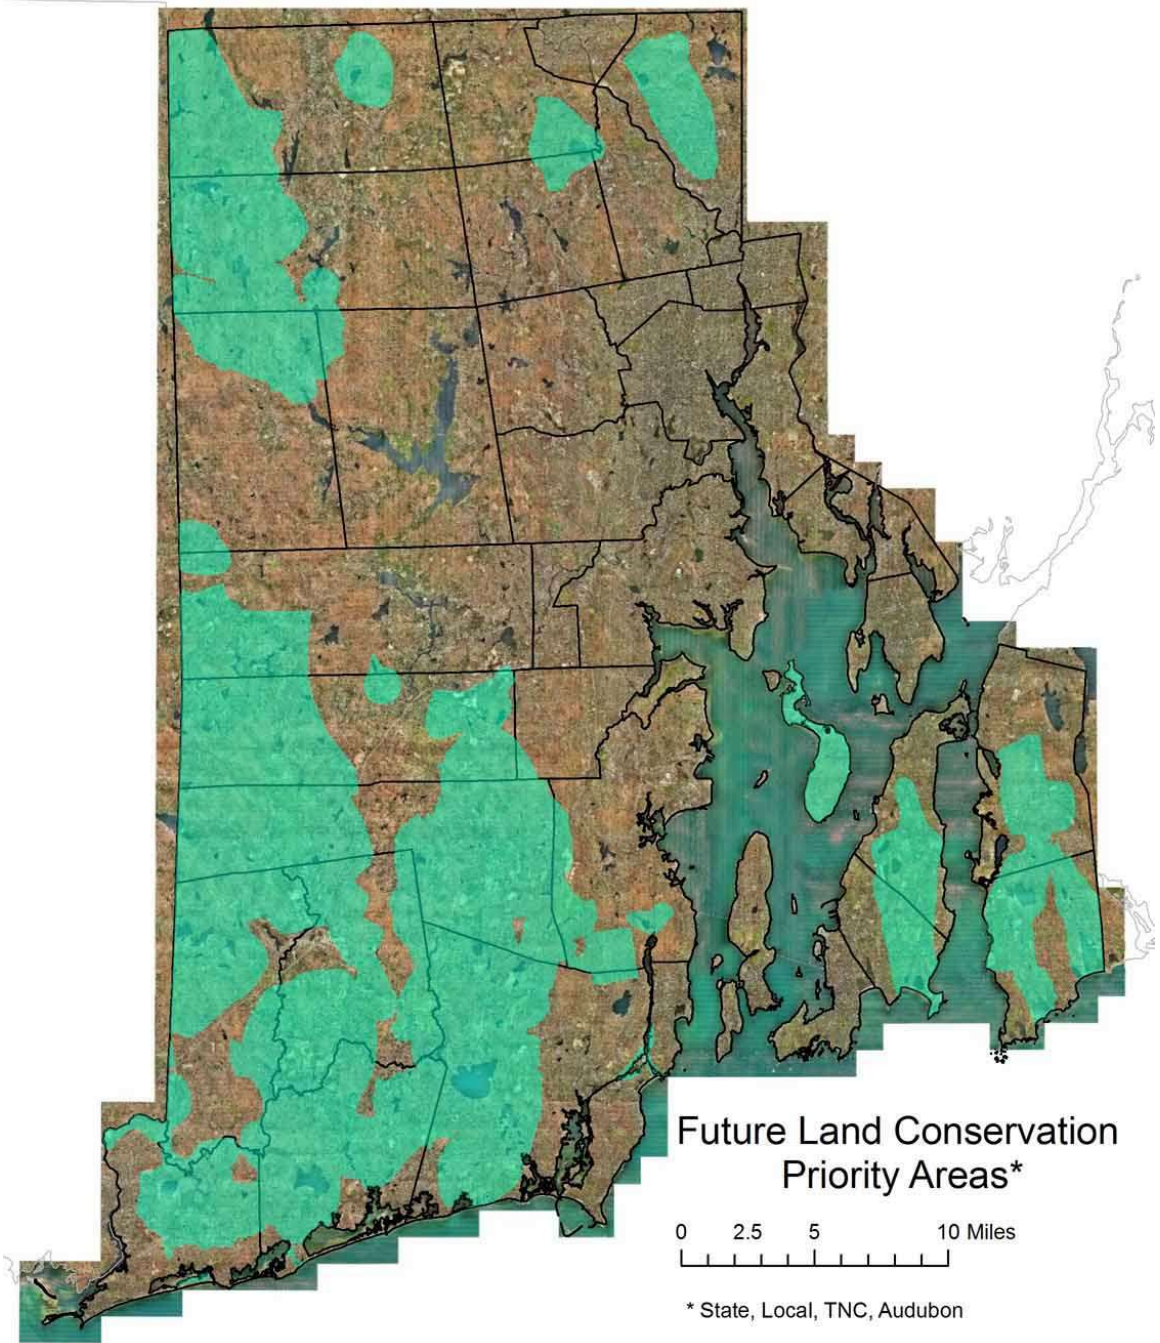 Future Land Conservation
Priority Areas*
0 2.5 5 10 Miles
* State, Local, TNC, Audubon